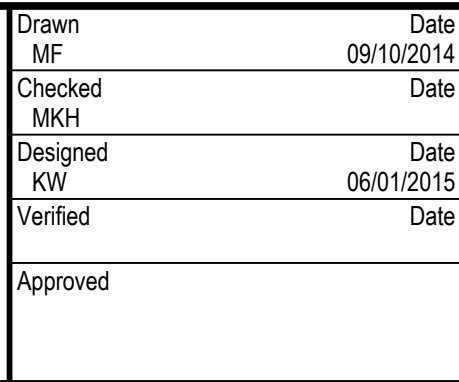 Drawn Date
MF 09/10/2014
Checked Date
MKH
Designed Date
KW 06/01/2015
Verified Date
Approved